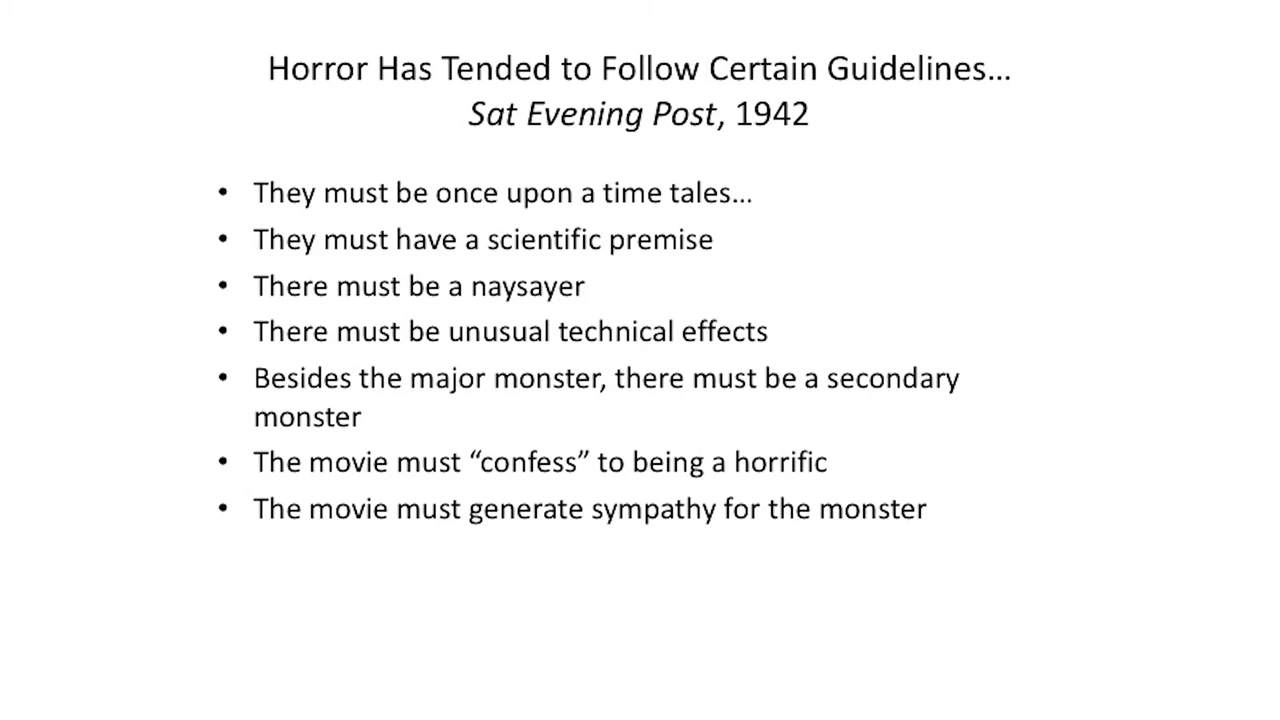 Horror Has Tended to Follow Certain Guidelines…
Sat Evening Post, 1942
• They must be once upon a time tales…
• They must have a scientific premise
• There must be a naysayer
• There must be unusual technical effects
• Besides the major monster, there must be a secondary
monster
• The movie must “confess” to being a horrific
• The movie must generate sympathy for the monster